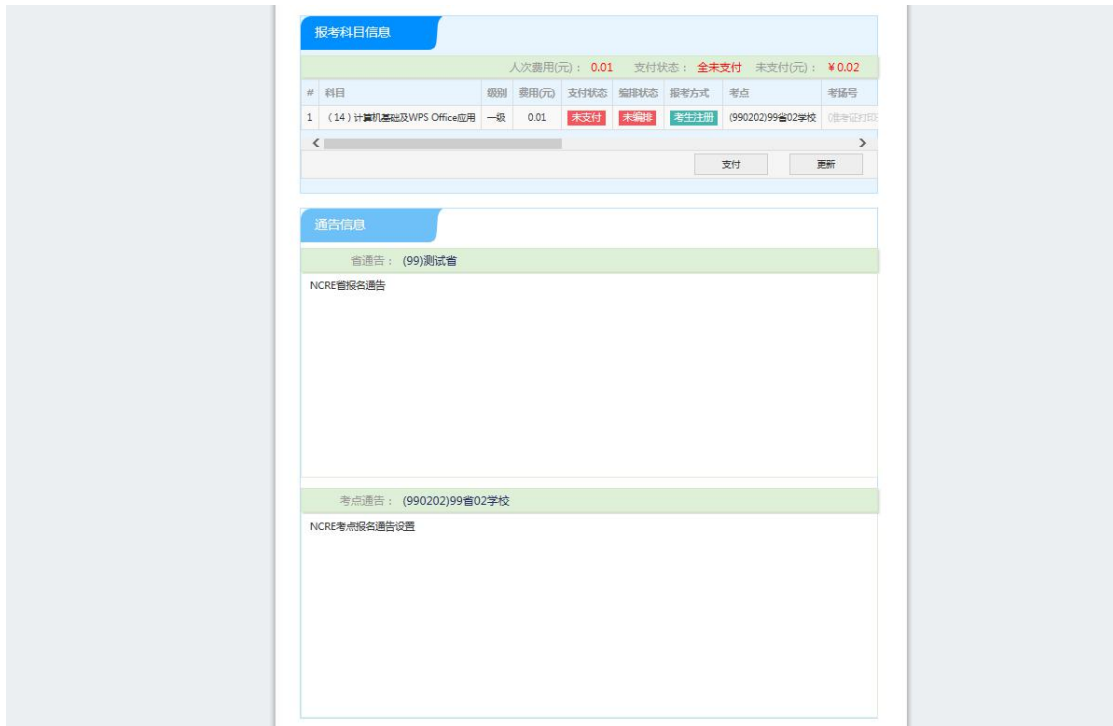 报考科目信息
人次费用(元)： 0.01 支付状态： 全未支付 未支付(元)： ￥0.02
# 科目 级别 费用(元) 支付状态 编排状态 报考方式 考点 考场号
1 （14）计算机基础及WPS Office应用 一级 0.01 未支付 未编排 考生注册 (990202)99省02学校 (准考证打印
支付 更新
通告信息
省通告： (99)测试省
NCRE省报名通告
考点通告： (990202)99省02学校
NCRE考点报名通告设置